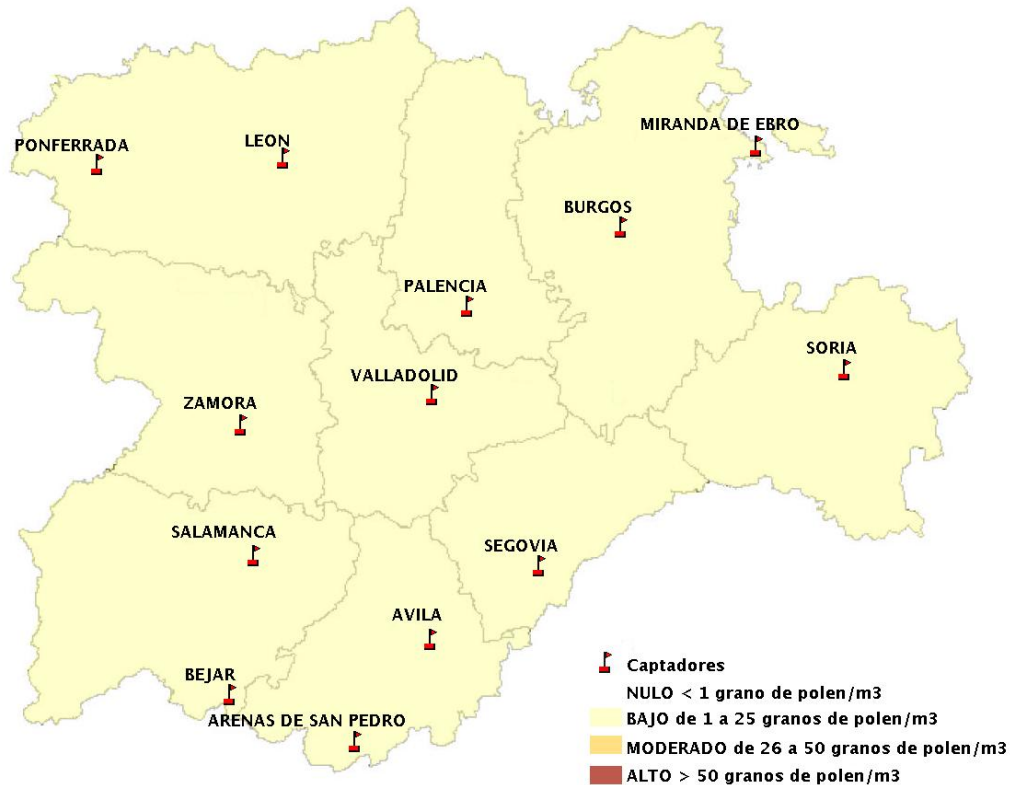 MIRANDA DE EBRO
PONFERRADA
LEON
BURGOS
PALENCIA
SORIA
VALLADOLID
ZAMORA
SALAMANCA
SEGOVIA
AVILA
BEJAR
ARENAS DE SAN PEDRO
Captadores
NULO < 1 grano de polen/m3
BAJO de 1 a 25 granos de polen/m3
MODERADO de 26 a 50 granos de polen/m3
ALTO > 50 granos de polen/m3